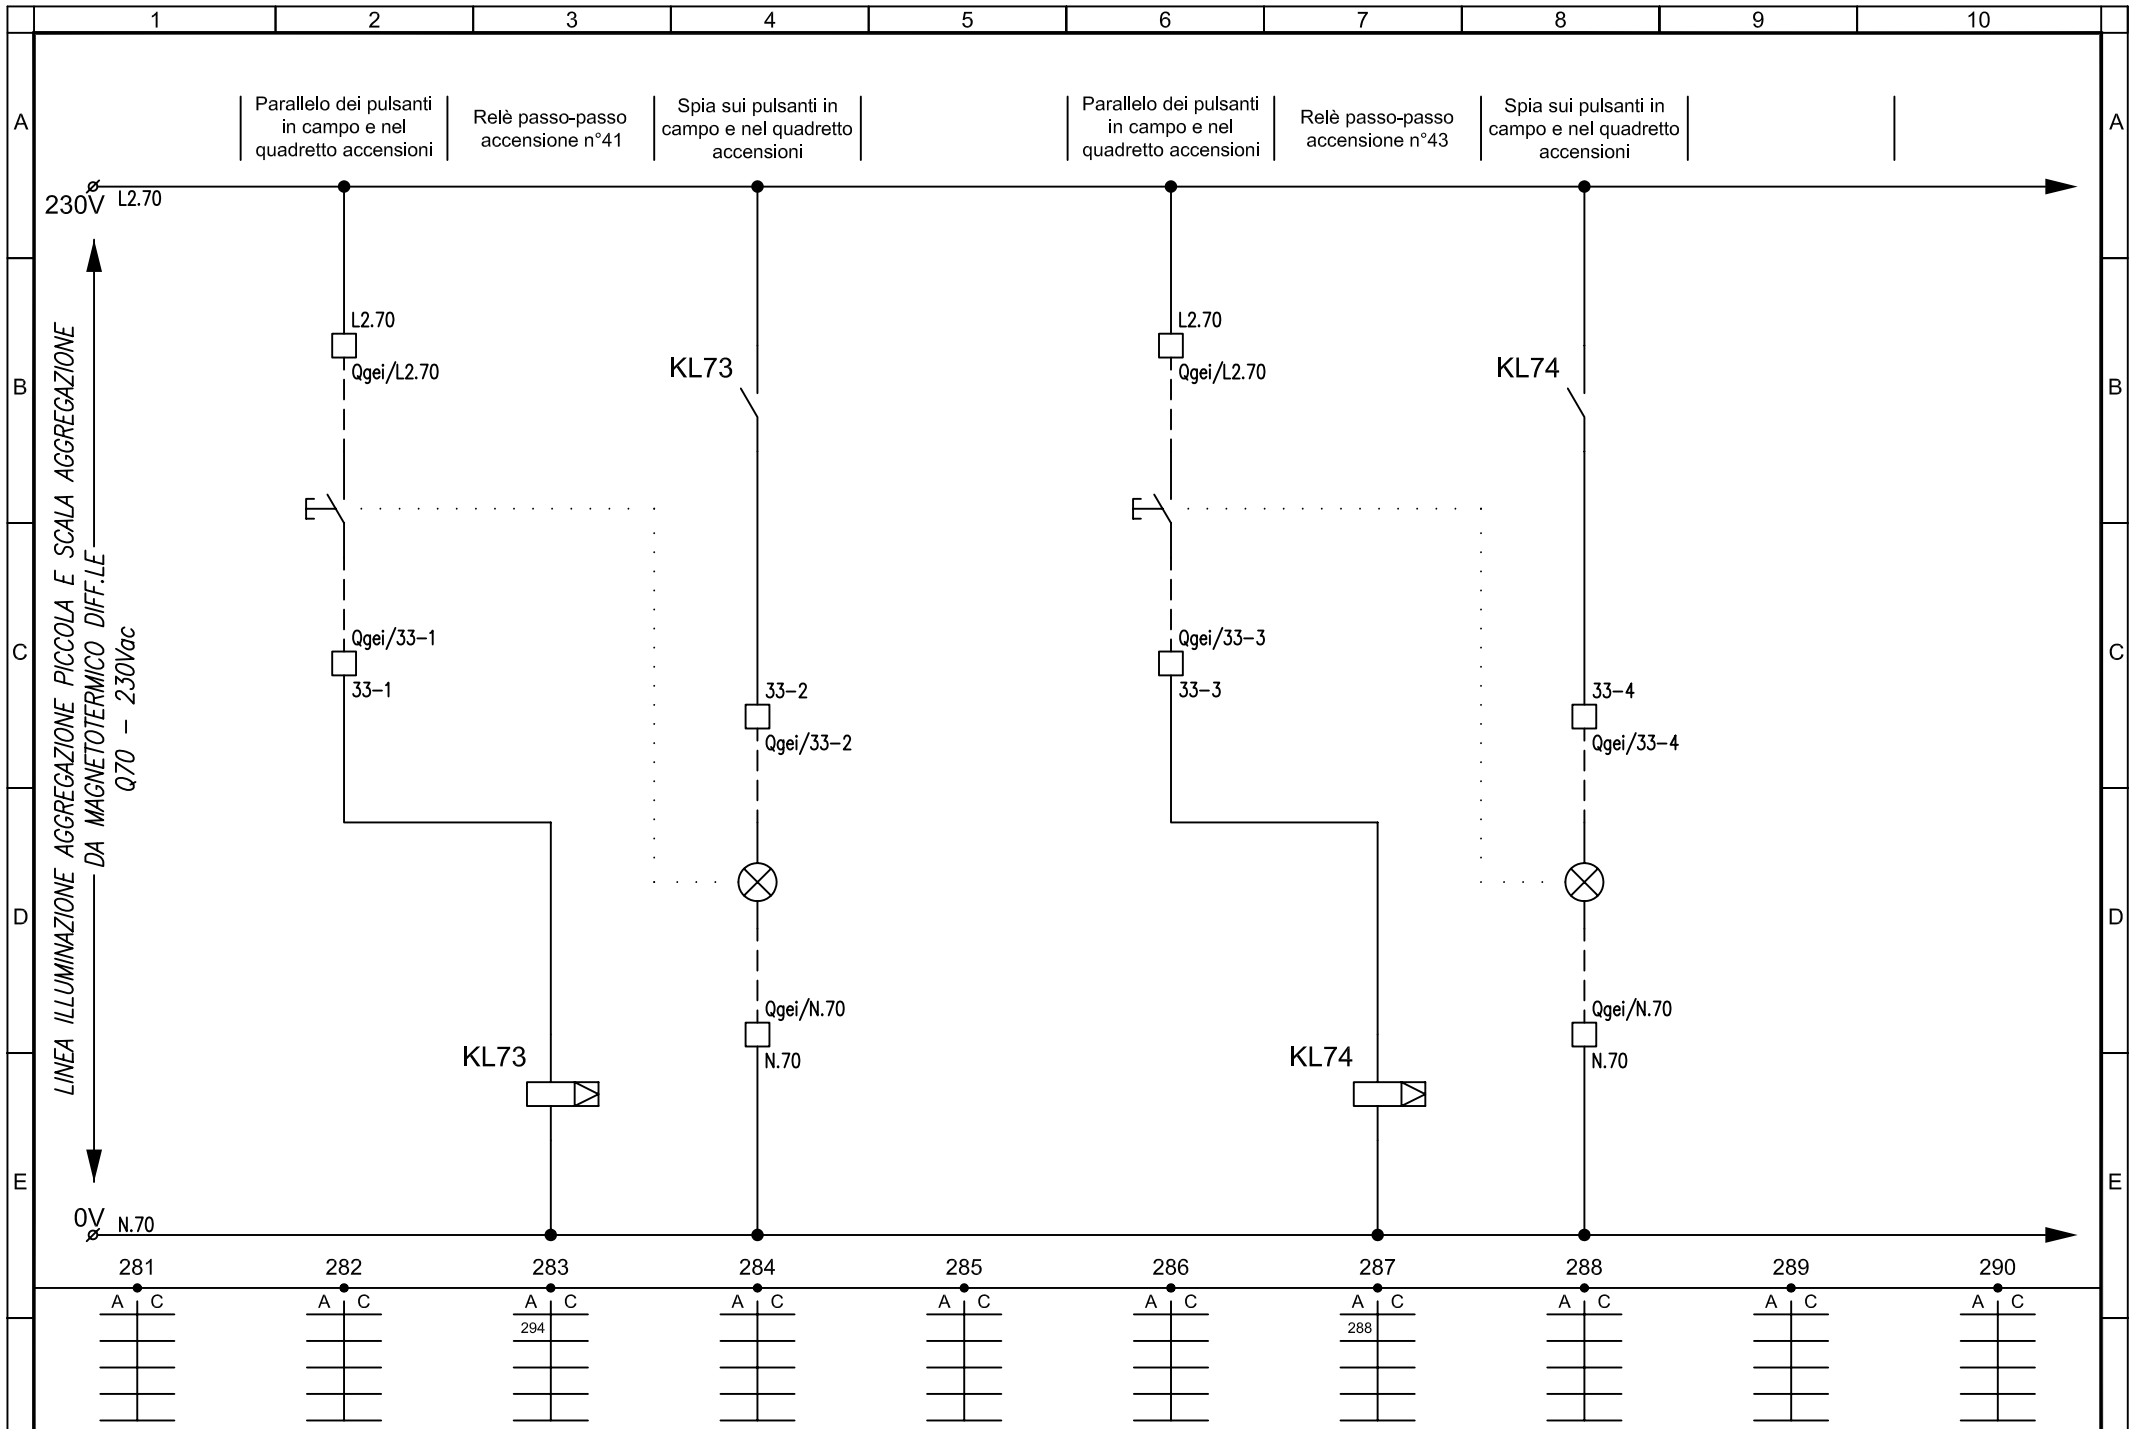 1 2 3 4 5 6 7 8 9 10
A A
Parallelo dei pulsanti
in campo e nel
quadretto accensioni
Relè passo-passo
accensione n°41
Spia sui pulsanti in
campo e nel quadretto
accensioni
Parallelo dei pulsanti
in campo e nel
quadretto accensioni
Relè passo-passo
accensione n°43
Spia sui pulsanti in
campo e nel quadretto
accensioni
230V L2.70
LINEA ILLUMINAZIONE AGGREGAZIONE PICCOLA E SCALA AGGREGAZIONE
DA MAGNETOTERMICO DIFF.LE
Q70 - 230Vac
L2.70 L2.70
Qgei/L2.70 KL73 Qgei/L2.70 KL74
B B
Qgei/33-1 Qgei/33-3
C C
33-1 33-2 33-3 33-4
Qgei/33-2 Qgei/33-4
D D
Qgei/N.70 Qgei/N.70
KL73 N.70 KL74 N.70
E E
0V N.70
281 282 283 284 285 286 287 288 289 290
A C A C A C A C A C A C A C A C A C A C
294 288